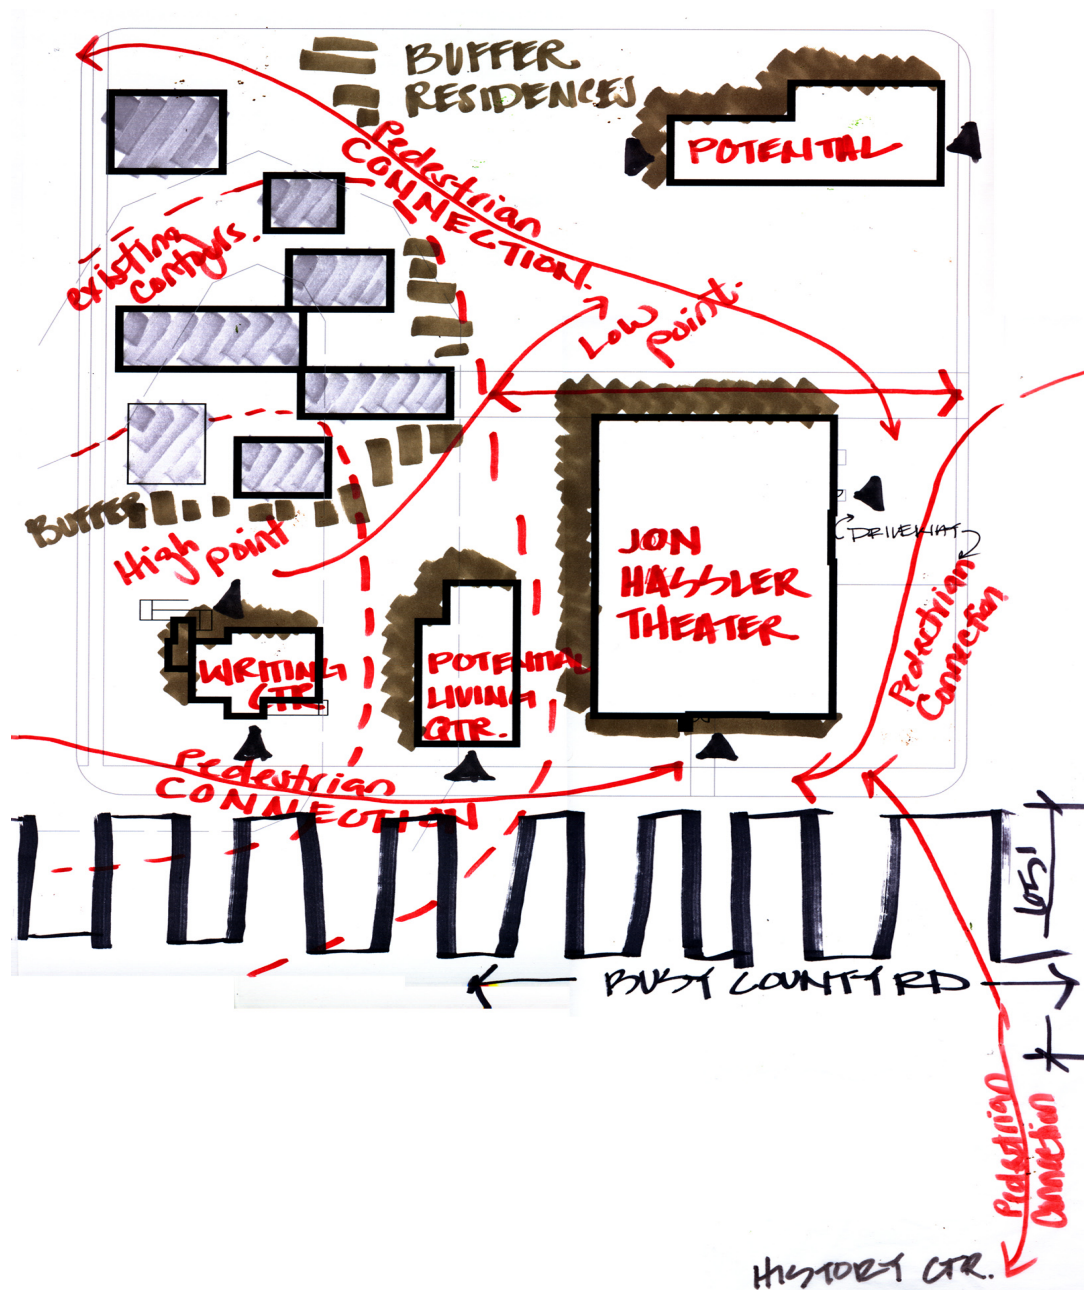 BUFFER
RESIDENCES
Pedestrian
CONNECTION.
POTENTIAL
existing
contours.
Low
point.
BUFFER
High
point
JON
HASSLER
THEATER
DRIVEWAY
Pedestrian
Connection
WRITING
CTR.
POTENTIAL
LIVING
QTR.
Pedestrian
CONNECTION
BUSY COUNTY RD
Pedestrian
Connection
HISTORY CTR.